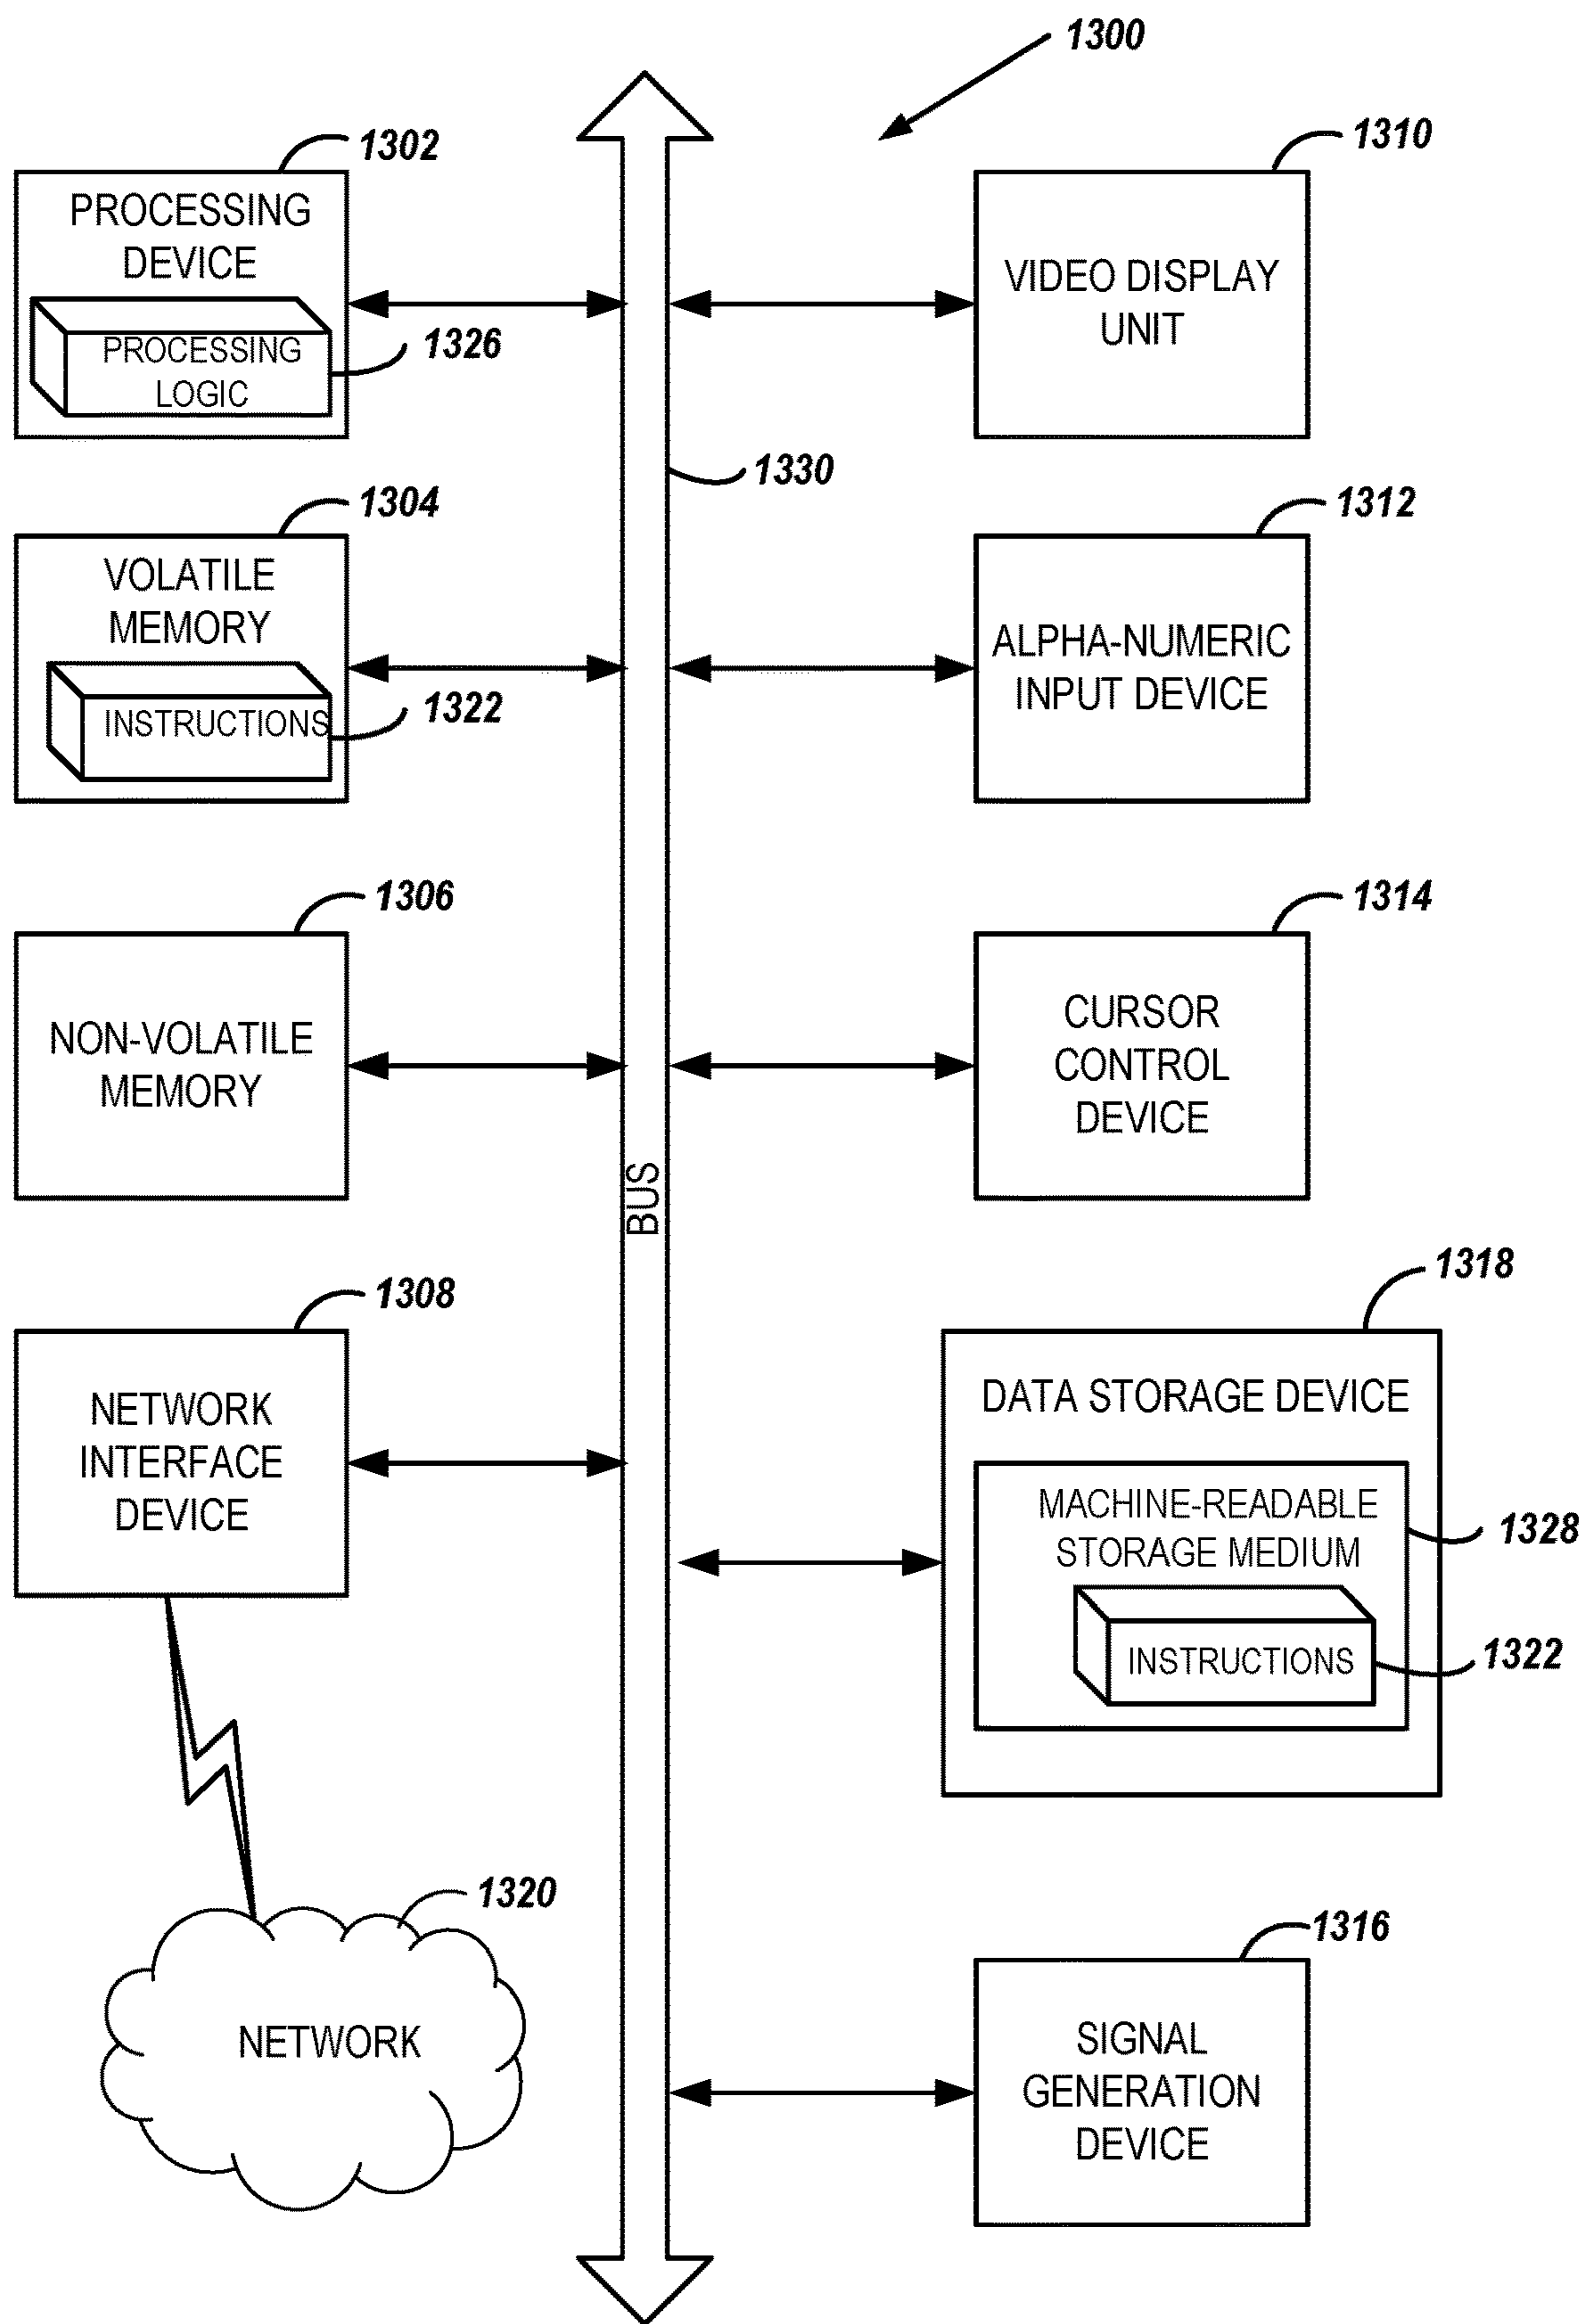 1300
1302
PROCESSING
DEVICE
PROCESSING
LOGIC
1326
1310
VIDEO DISPLAY
UNIT
1330
1304
VOLATILE
MEMORY
INSTRUCTIONS
1322
1312
ALPHA-NUMERIC
INPUT DEVICE
1306
NON-VOLATILE
MEMORY
1314
CURSOR
CONTROL
DEVICE
BUS
1308
NETWORK
INTERFACE
DEVICE
1318
DATA STORAGE DEVICE
MACHINE-READABLE
STORAGE MEDIUM
1328
INSTRUCTIONS
1322
1320
NETWORK
1316
SIGNAL
GENERATION
DEVICE